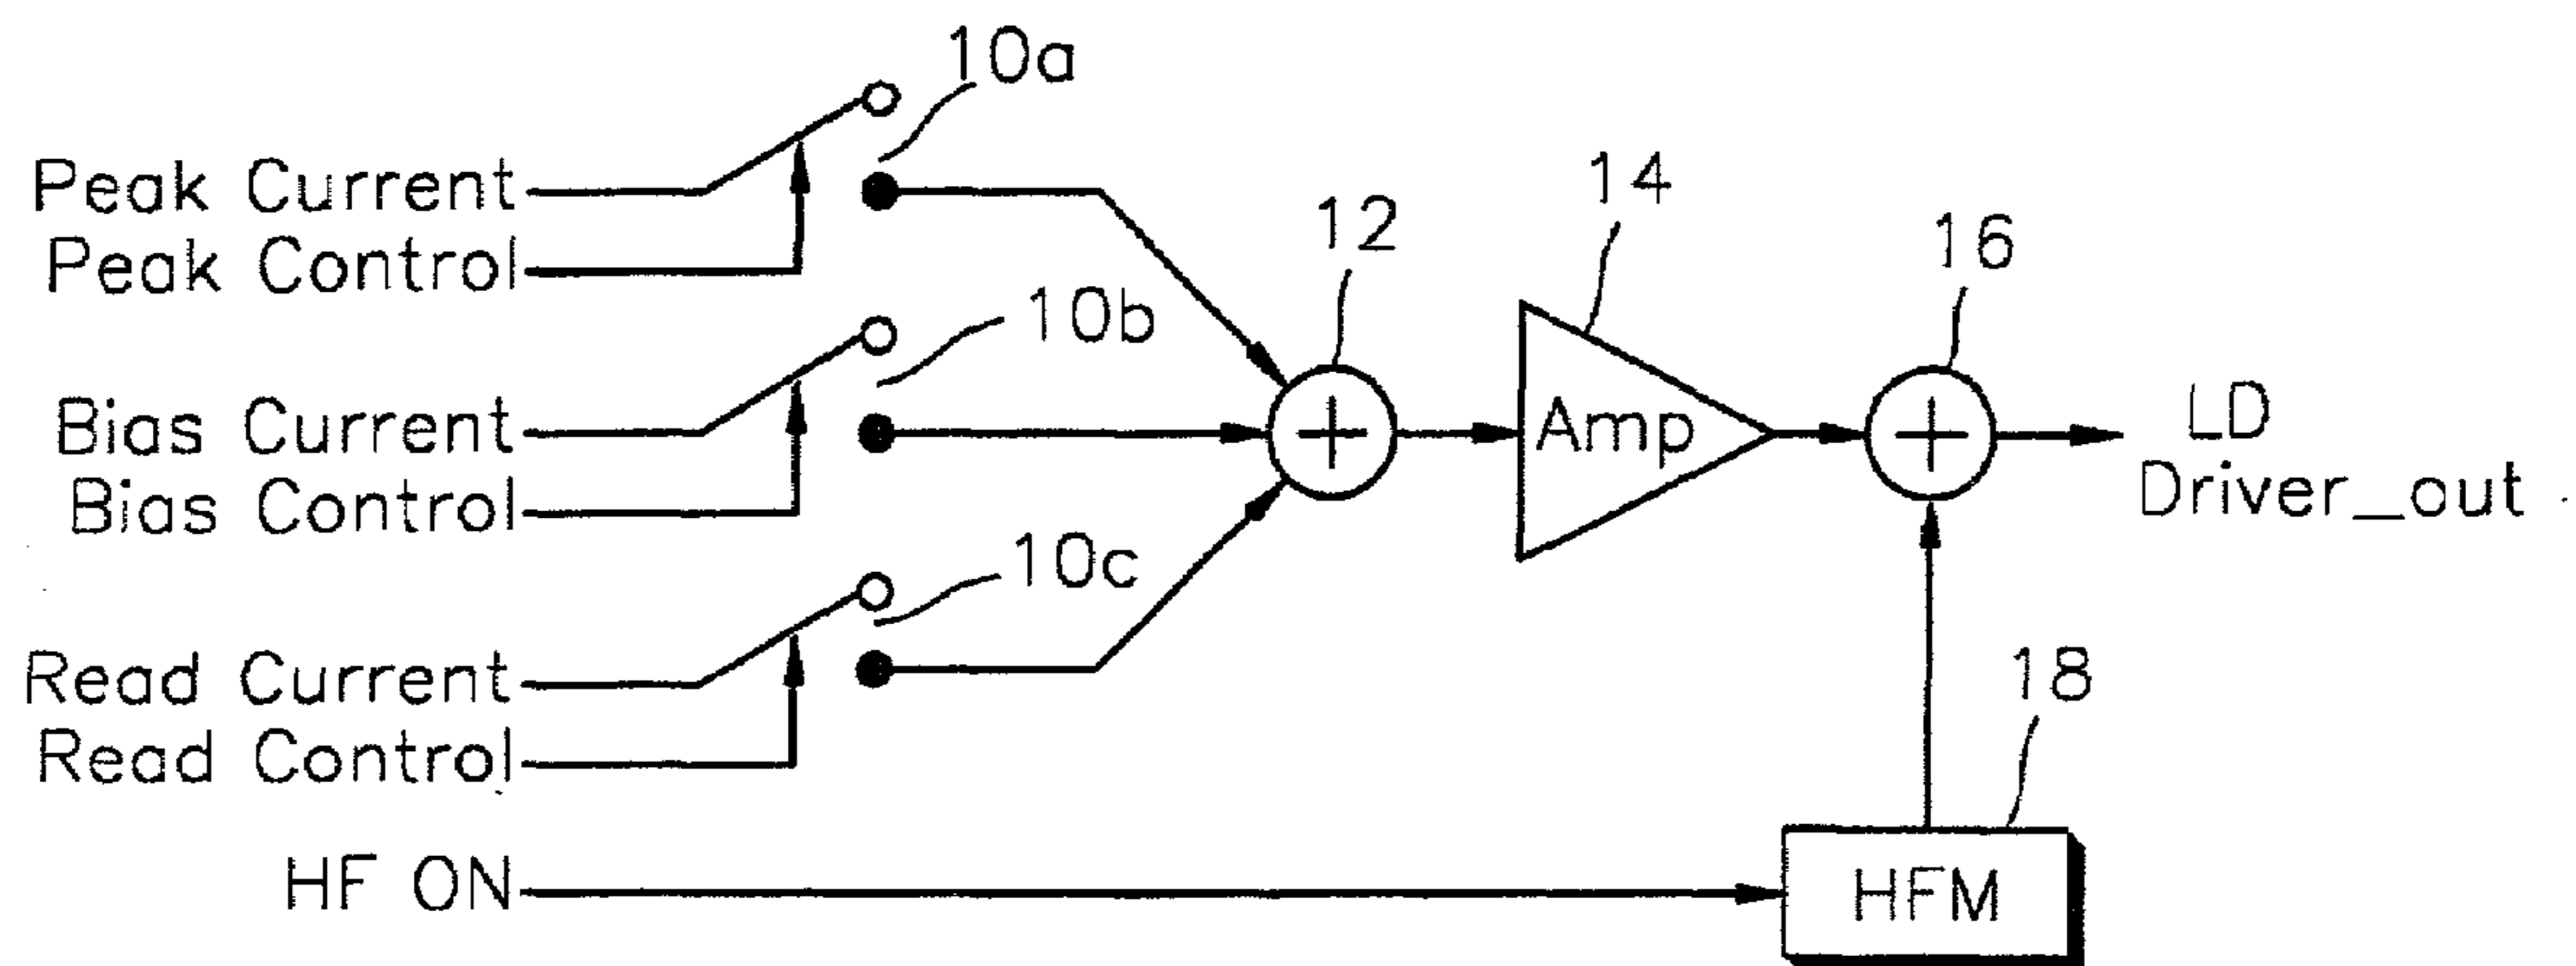 10a
Peak Current
Peak Control
10b
Bias Current
Bias Control
10c
Read Current
Read Control
HF ON
12
14
Amp
16
LD
Driver_out
18
HFM